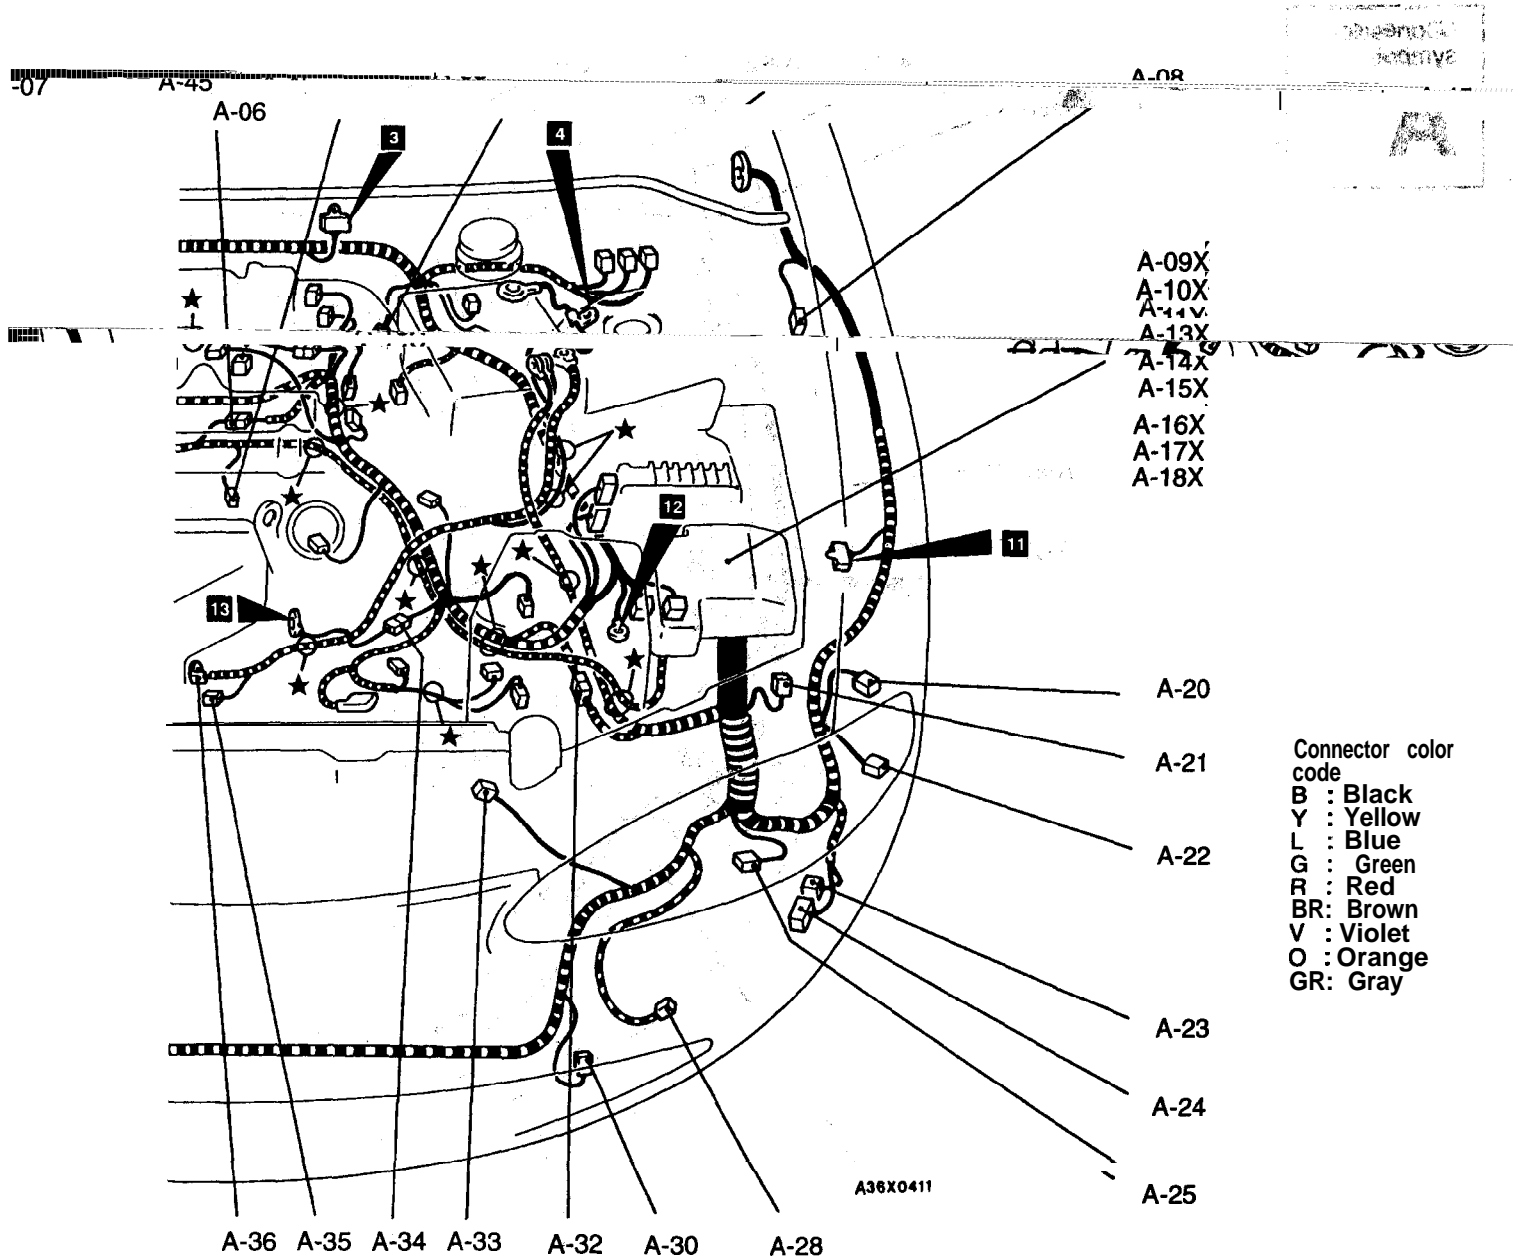 -07
A-45
A-08
A-06
3
4
A
A-09X
A-10X
A-13X
A-14X
A-15X
A-16X
A-17X
A-18X
12
11
13
A-20
A-21
Connector color
code
B : Black
Y : Yellow
L : Blue
G : Green
R : Red
BR: Brown
V : Violet
O : Orange
GR: Gray
A-22
A-23
A-24
A36X0411
A-25
A-36 A-35 A-34 A-33 A-32 A-30 A-28